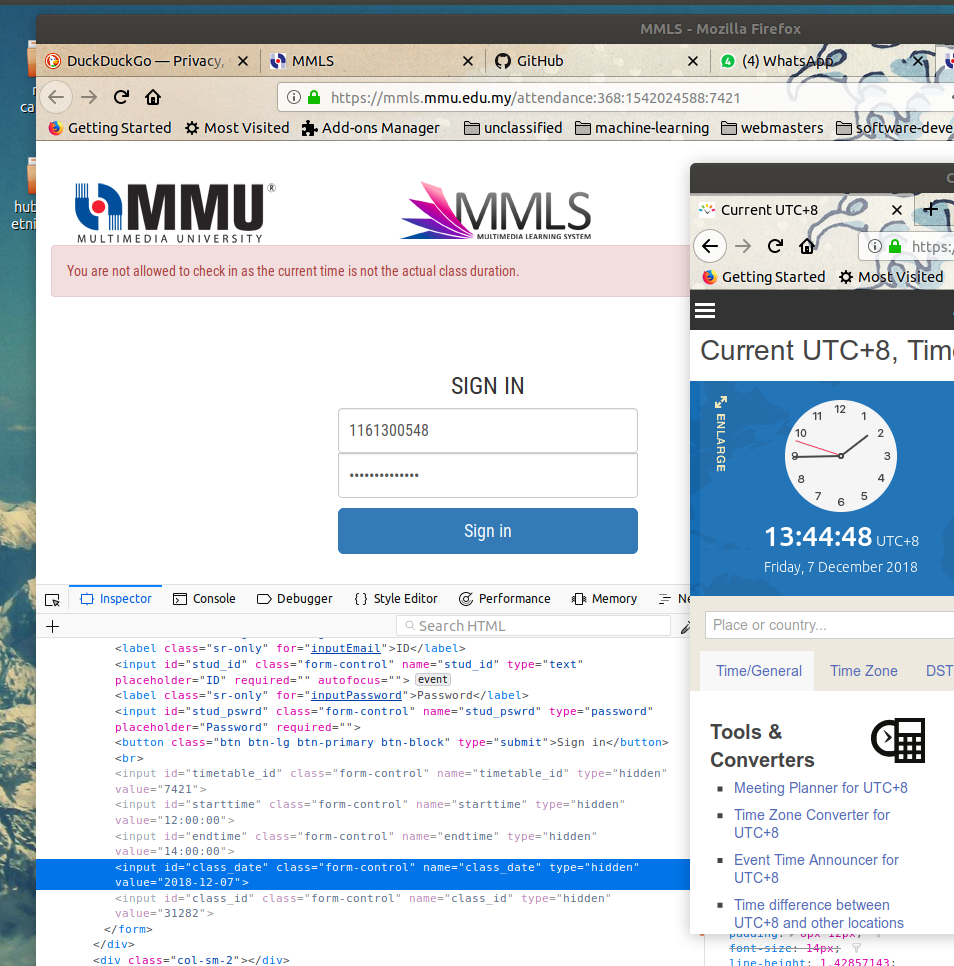 MMLS - Mozilla Firefox
DuckDuckGo — Privacy,
MMLS
GitHub
(4) WhatsApp
https://mmls.mmu.edu.my/attendance:368:1542024588:7421
Getting Started
Most Visited
Add-ons Manager
unclassified
machine-learning
webmasters
software-deve
ca
hub
etni
MMU®
MULTIMEDIA UNIVERSITY
MMLS
MULTIMEDIA LEARNING SYSTEM
You are not allowed to check in as the current time is not the actual class duration.
SIGN IN
1161300548
••••••••••••••
Sign in
Inspector
Console
Debugger
{ } Style Editor
Performance
Memory
Ne
Search HTML
<label class="sr-only" for="inputEmail">ID</label>
<input id="stud_id" class="form-control" name="stud_id" type="text"
placeholder="ID" required="" autofocus=""> event
<label class="sr-only" for="inputPassword">Password</label>
<input id="stud_pswrd" class="form-control" name="stud_pswrd" type="password"
placeholder="Password" required="">
<button class="btn btn-lg btn-primary btn-block" type="submit">Sign in</button>
<br>
<input id="timetable_id" class="form-control" name="timetable_id" type="hidden"
value="7421">
<input id="starttime" class="form-control" name="starttime" type="hidden"
value="12:00:00">
<input id="endtime" class="form-control" name="endtime" type="hidden"
value="14:00:00">
<input id="class_date" class="form-control" name="class_date" type="hidden"
value="2018-12-07">
<input id="class_id" class="form-control" name="class_id" type="hidden"
value="31282">
</form>
</div>
<div class="col-sm-2"></div>
Current UTC+8
https:
Getting Started
Most Visited
Current UTC+8, Tim
ENLARGE
12
1
2
3
4
5
6
7
8
9
10
11
13:44:48 UTC+8
Friday, 7 December 2018
Place or country...
Time/General
Time Zone
DST
Tools &
Converters
Meeting Planner for UTC+8
Time Zone Converter for
UTC+8
Event Time Announcer for
UTC+8
Time difference between
UTC+8 and other locations
padding: 6px 12px;
font-size: 14px;
line-height: 1.42857143;